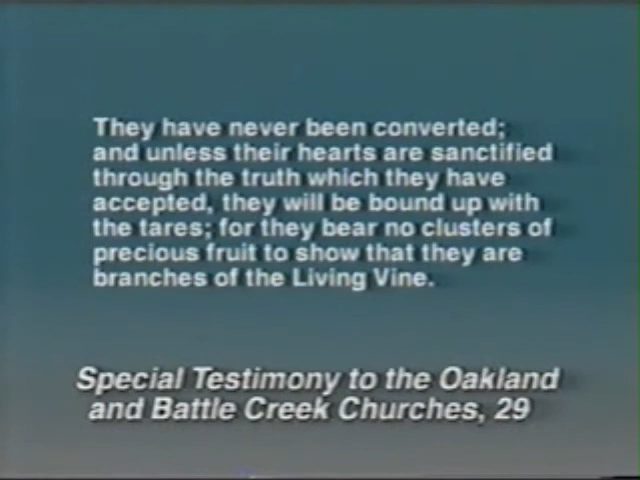 They have never been converted;
and unless their hearts are sanctified
through the truth which they have
accepted, they will be bound up with
the tares; for they bear no clusters of
precious fruit to show that they are
branches of the Living Vine.
Special Testimony to the Oakland
and Battle Creek Churches, 29